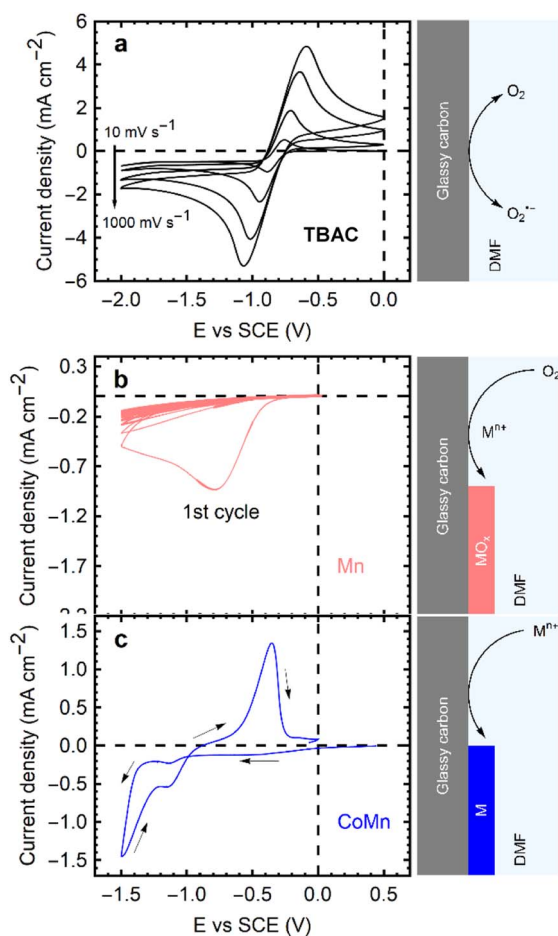 a
Current density (mA cm−2)
6
4
2
0
−2
−4
−6
10 mV s−1
1000 mV s−1
TBAC
−2.0 −1.5 −1.0 −0.5 0.0
E vs SCE (V)
Glassy carbon
O2
O2•−
DMF
b
Current density (mA cm−2)
0.3
−0.2
−0.7
−1.2
−1.7
1st cycle
Mn
Glassy carbon
O2
Mn+
MOx
DMF
c
Current density (mA cm−2)
1.5
1.0
0.5
0.0
−0.5
−1.0
−1.5
CoMn
−1.5 −1.0 −0.5 0.0
E vs SCE (V)
Glassy carbon
Mn+
M
DMF